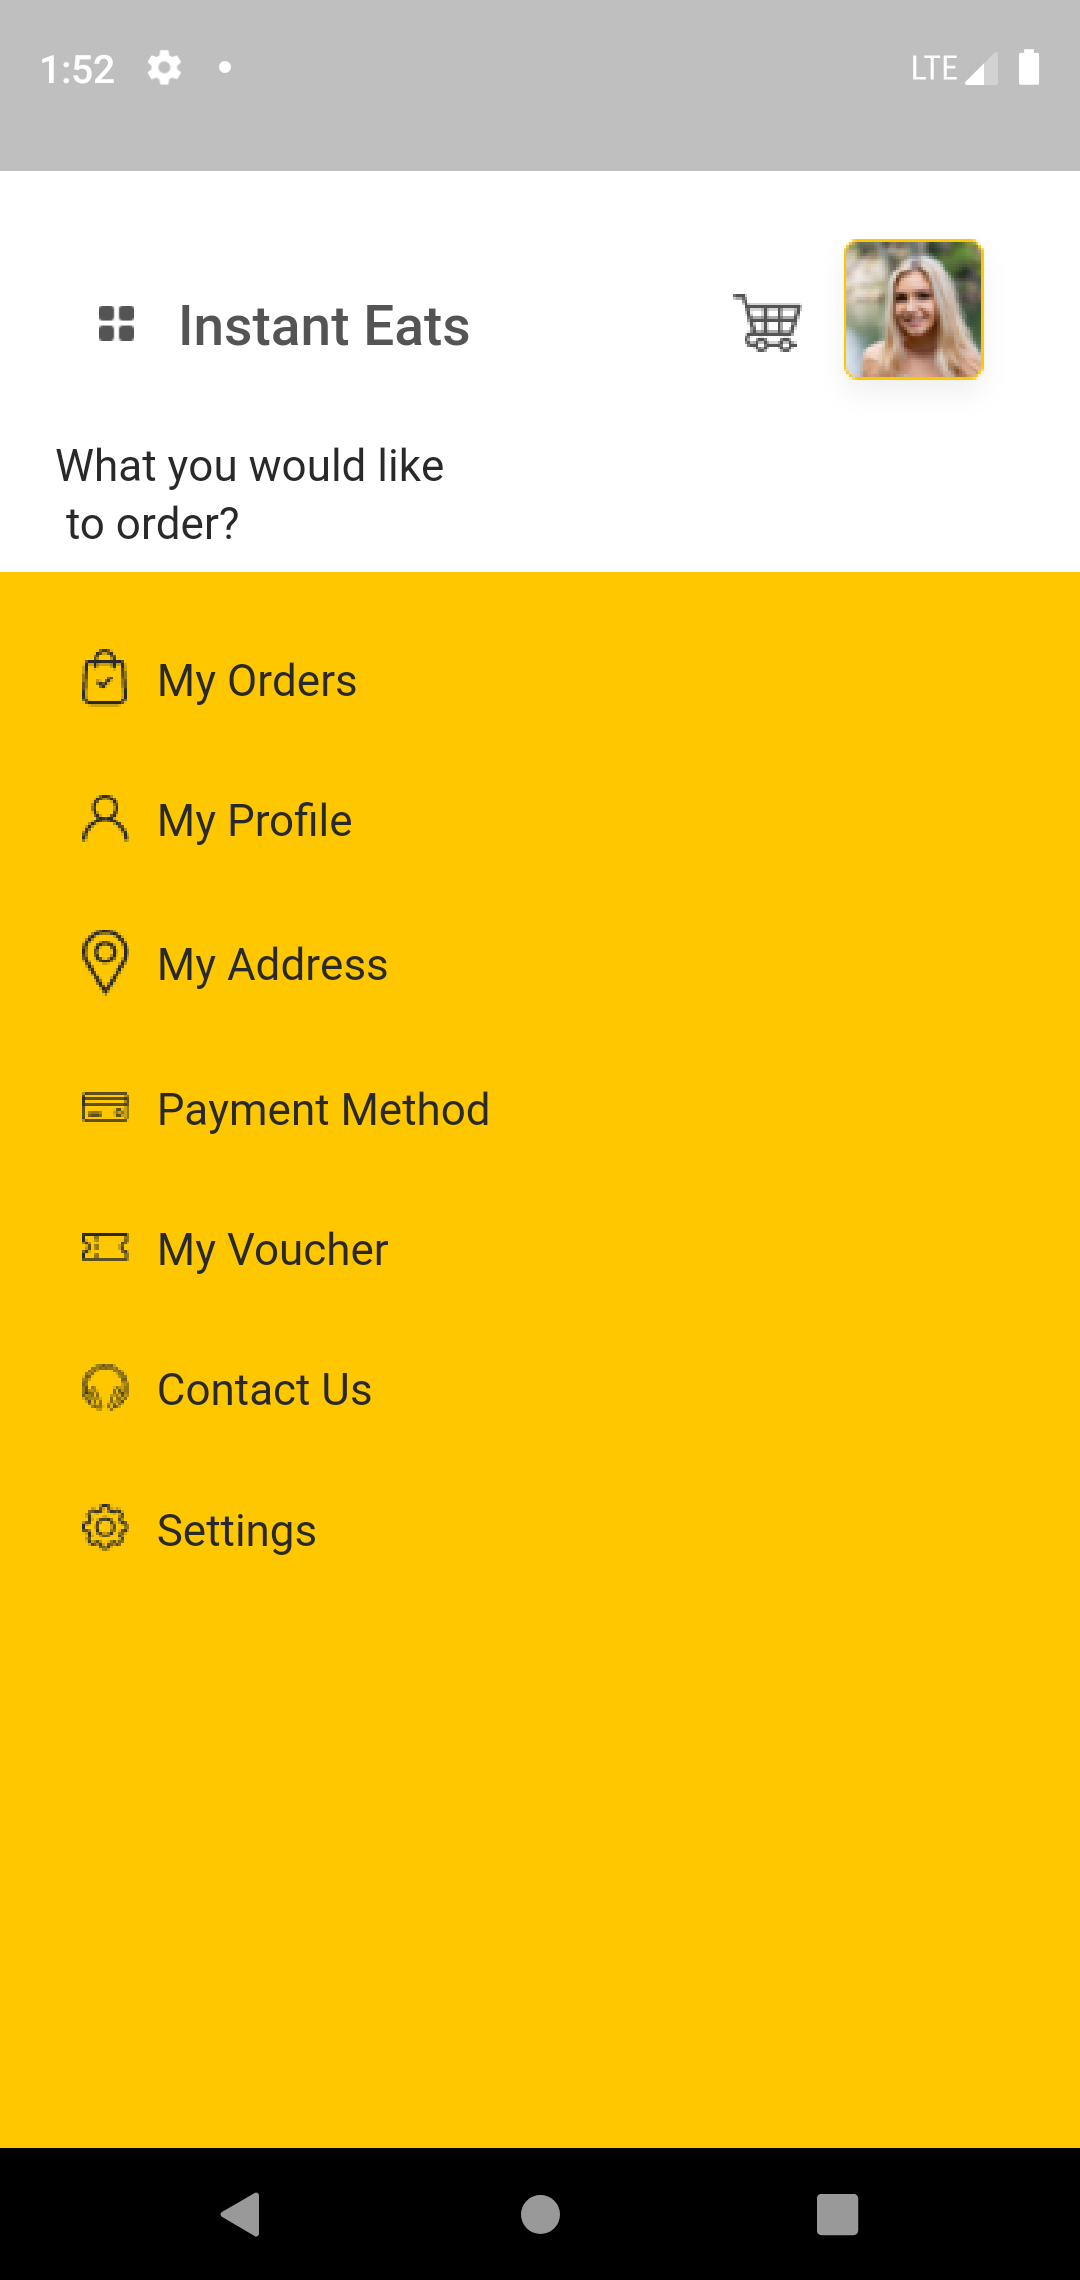 1:52
LTE
Instant Eats
What you would like
to order?
My Orders
My Profile
My Address
Payment Method
My Voucher
Contact Us
Settings